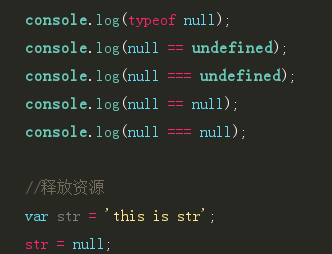 console.log(typeof null);
console.log(null == undefined);
console.log(null === undefined);
console.log(null == null);
console.log(null === null);
//释放资源
var str = 'this is str';
str = null;